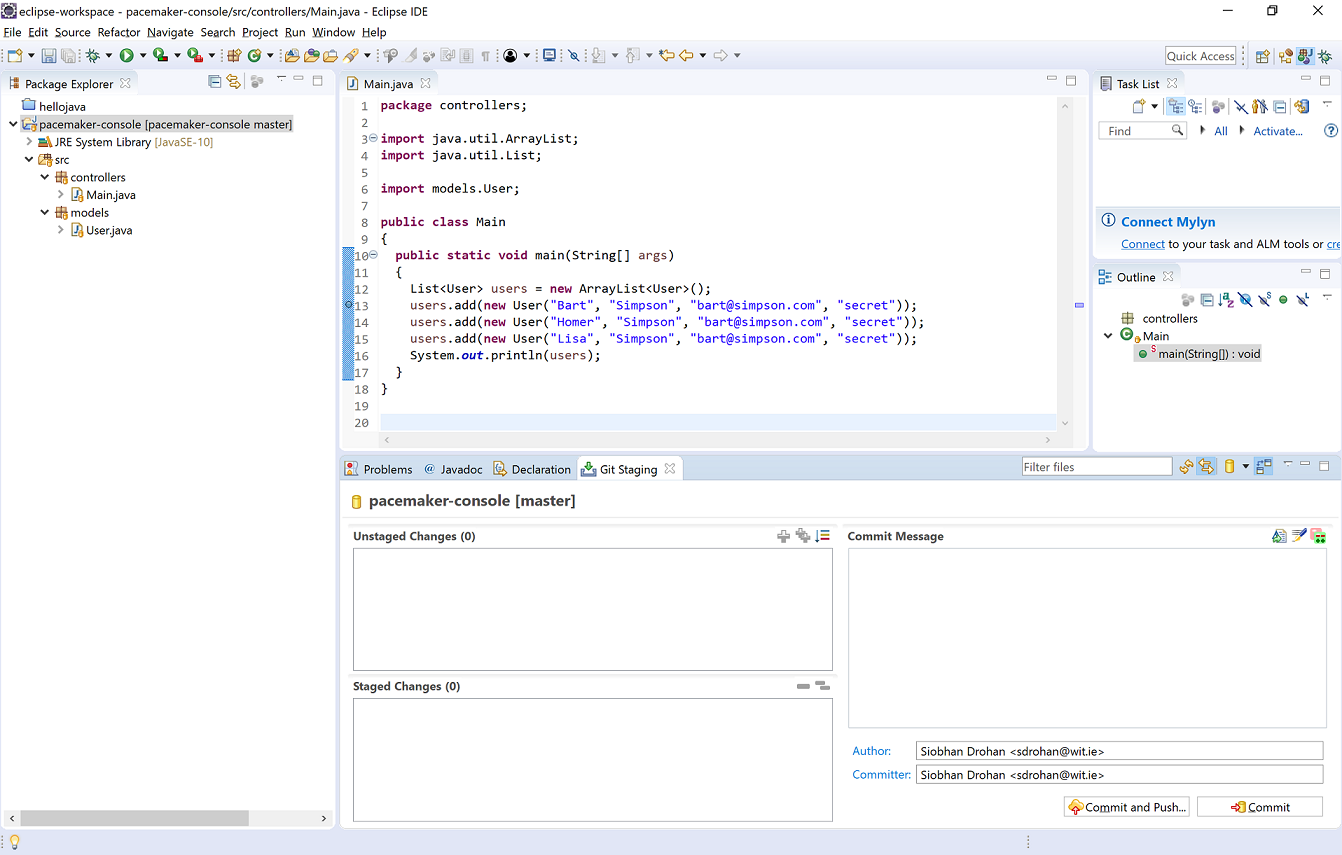 eclipse-workspace - pacemaker-console/src/controllers/Main.java - Eclipse IDE
File Edit Source Refactor Navigate Search Project Run Window Help
Quick Access
Package Explorer
hellojava
pacemaker-console [pacemaker-console master]
JRE System Library [JavaSE-10]
src
controllers
Main.java
models
User.java
Main.java
1 package controllers;
2
3 import java.util.ArrayList;
4 import java.util.List;
5
6 import models.User;
7
8 public class Main
9 {
10 public static void main(String[] args)
11 {
12 List<User> users = new ArrayList<User>();
13 users.add(new User("Bart", "Simpson", "bart@simpson.com", "secret"));
14 users.add(new User("Homer", "Simpson", "bart@simpson.com", "secret"));
15 users.add(new User("Lisa", "Simpson", "bart@simpson.com", "secret"));
16 System.out.println(users);
17 }
18 }
19
20
Task List
Find All Activate...
Connect Mylyn
Connect to your task and ALM tools or cre
Outline
controllers
Main
main(String[]) : void
Problems @ Javadoc Declaration Git Staging
Filter files
pacemaker-console [master]
Unstaged Changes (0)
Staged Changes (0)
Commit Message
Author: Siobhan Drohan <sdrohan@wit.ie>
Committer: Siobhan Drohan <sdrohan@wit.ie>
Commit and Push... Commit